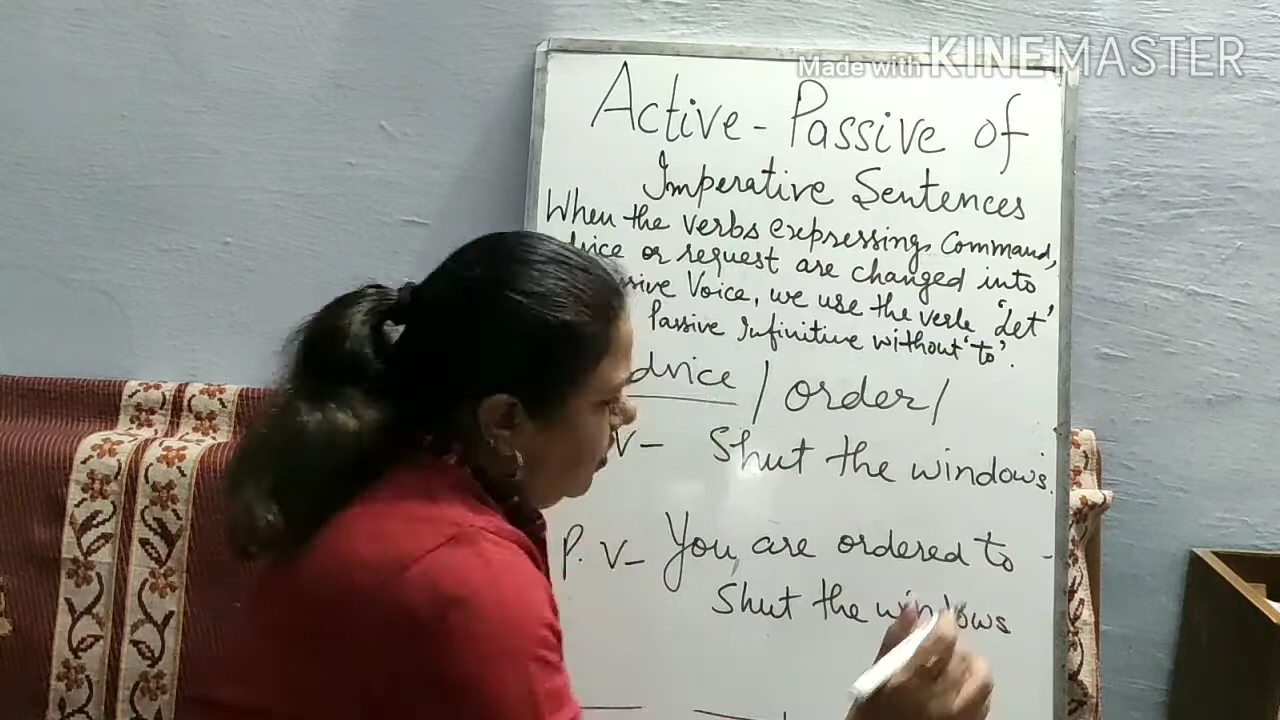 Made with KINEMASTER
Active - Passive of
Imperative Sentences
When the verbs expressing Command,
or request are changed into
Voice, we use the verb 'Let'
Passive Infinitive without 'to'.
/ order /
V - Shut the windows.
P. V - You are ordered to -
Shut the windows